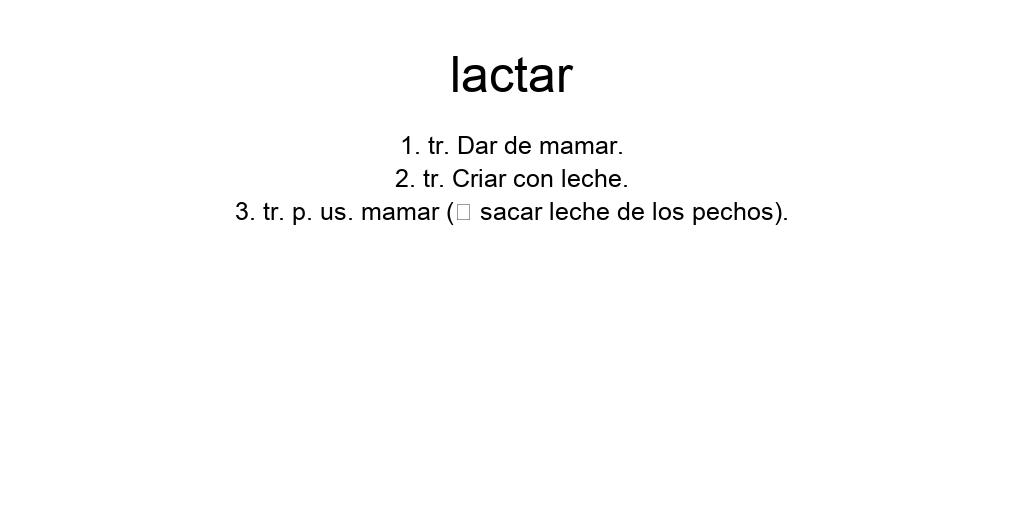 lactar
1. tr. Dar de mamar.
2. tr. Criar con leche.
3. tr. p. us. mamar (□ sacar leche de los pechos).